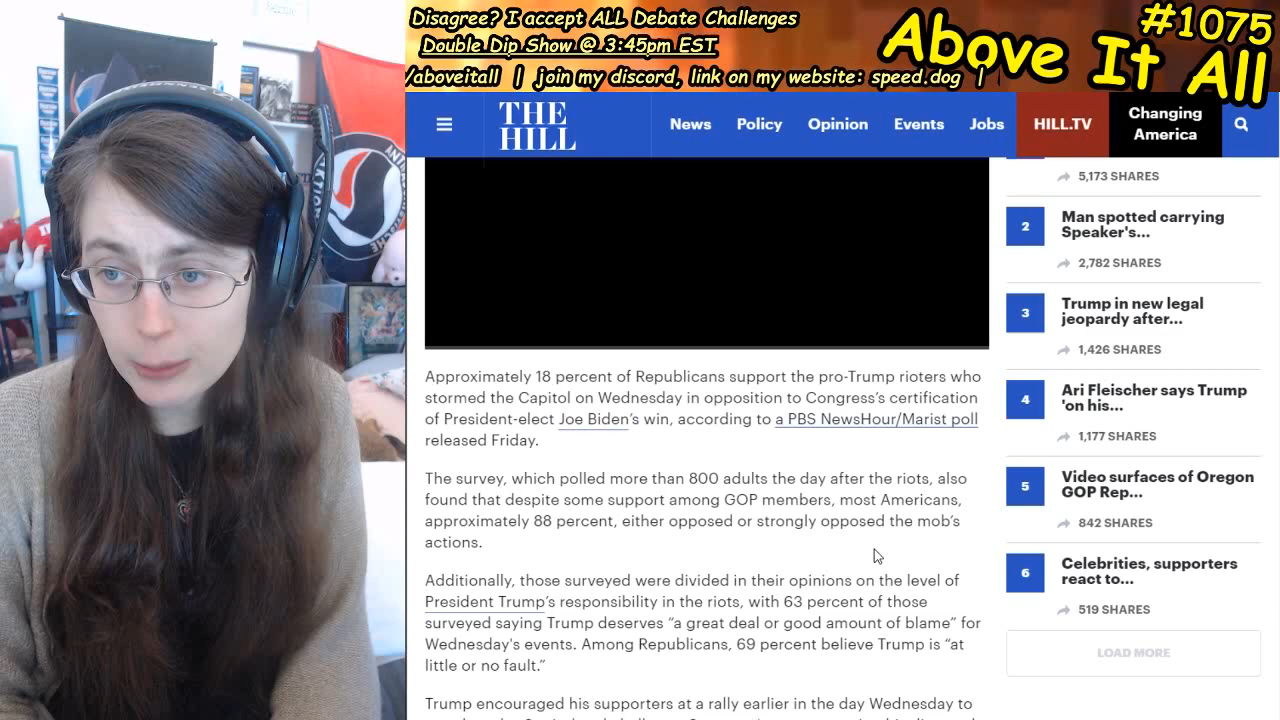 Disagree? I accept ALL Debate Challenges
Double Dip Show @ 3:45pm EST
/aboveitall | join my discord, link on my website: speed.dog |
#1075
Above It All
THE
HILL
News
Policy
Opinion
Events
Jobs
HILL.TV
Changing
America
5,173 SHARES
2
Man spotted carrying
Speaker's...
2,782 SHARES
3
Trump in new legal
jeopardy after...
1,426 SHARES
4
Ari Fleischer says Trump
'on his...
1,177 SHARES
5
Video surfaces of Oregon
GOP Rep...
842 SHARES
6
Celebrities, supporters
react to...
519 SHARES
LOAD MORE
Approximately 18 percent of Republicans support the pro-Trump rioters who
stormed the Capitol on Wednesday in opposition to Congress's certification
of President-elect Joe Biden's win, according to a PBS NewsHour/Marist poll
released Friday.
The survey, which polled more than 800 adults the day after the riots, also
found that despite some support among GOP members, most Americans,
approximately 88 percent, either opposed or strongly opposed the mob's
actions.
Additionally, those surveyed were divided in their opinions on the level of
President Trump's responsibility in the riots, with 63 percent of those
surveyed saying Trump deserves "a great deal or good amount of blame" for
Wednesday's events. Among Republicans, 69 percent believe Trump is "at
little or no fault."
Trump encouraged his supporters at a rally earlier in the day Wednesday to